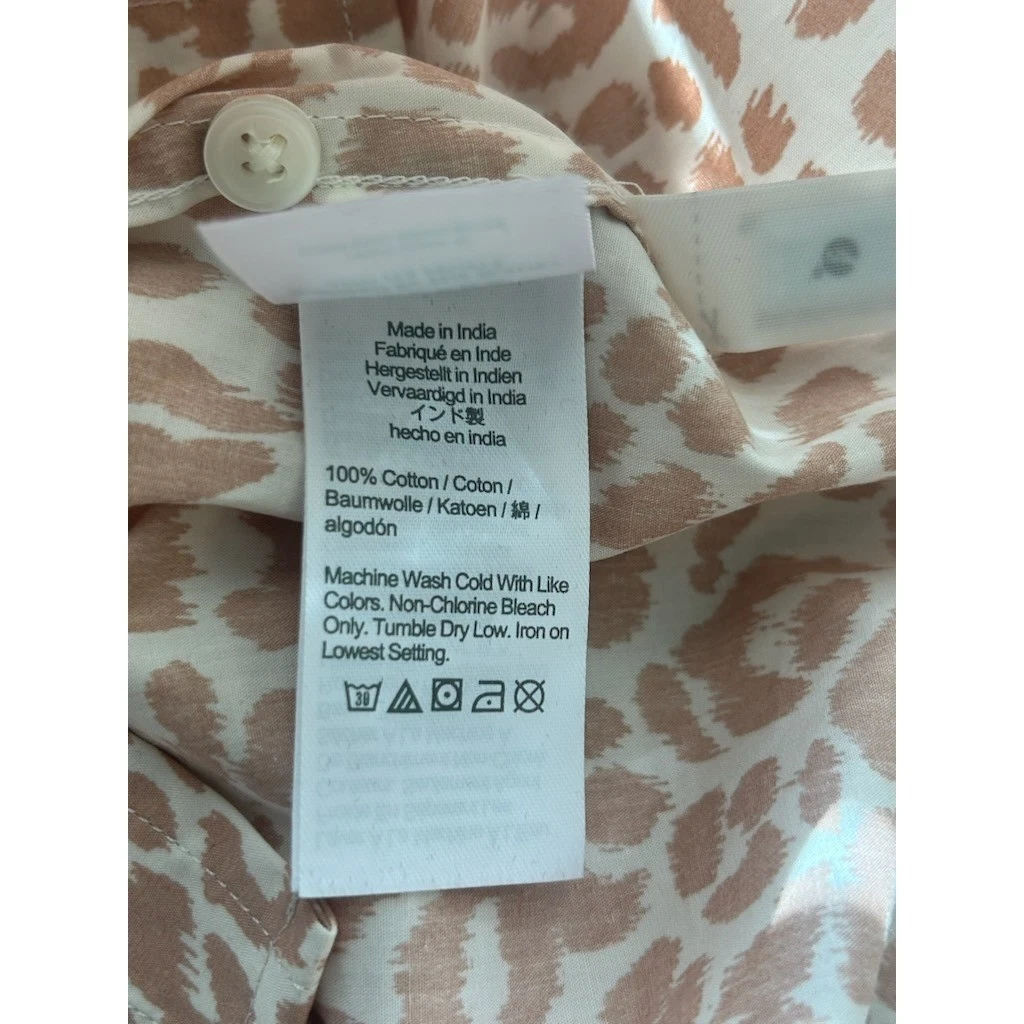 Made in India
Fabriqué en Inde
Hergestellt in Indien
Vervaardigd in India
インド製
hecho en india
100% Cotton / Coton /
Baumwolle / Katoen / 綿 /
algodón
Machine Wash Cold With Like
Colors. Non-Chlorine Bleach
Only. Tumble Dry Low. Iron on
Lowest Setting.
30